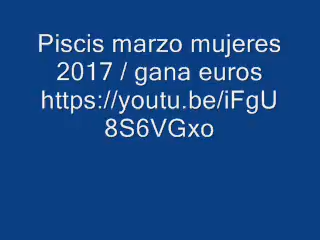 Piscis marzo mujeres
2017 / gana euros
https://youtu.be/iFgU
8S6VGxo